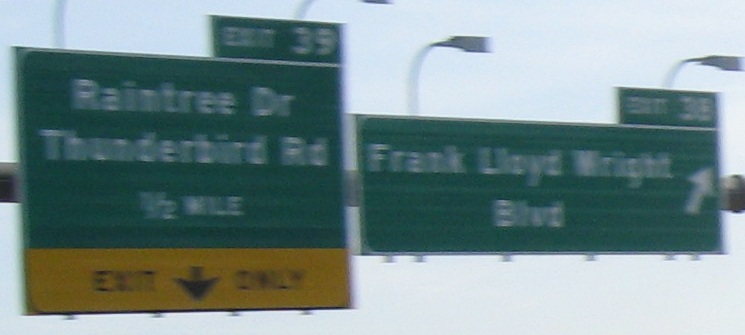 EXIT 39
Raintree Dr
Thunderbird Rd
½ MILE
EXIT ONLY
EXIT 38
Frank Lloyd Wright
Blvd